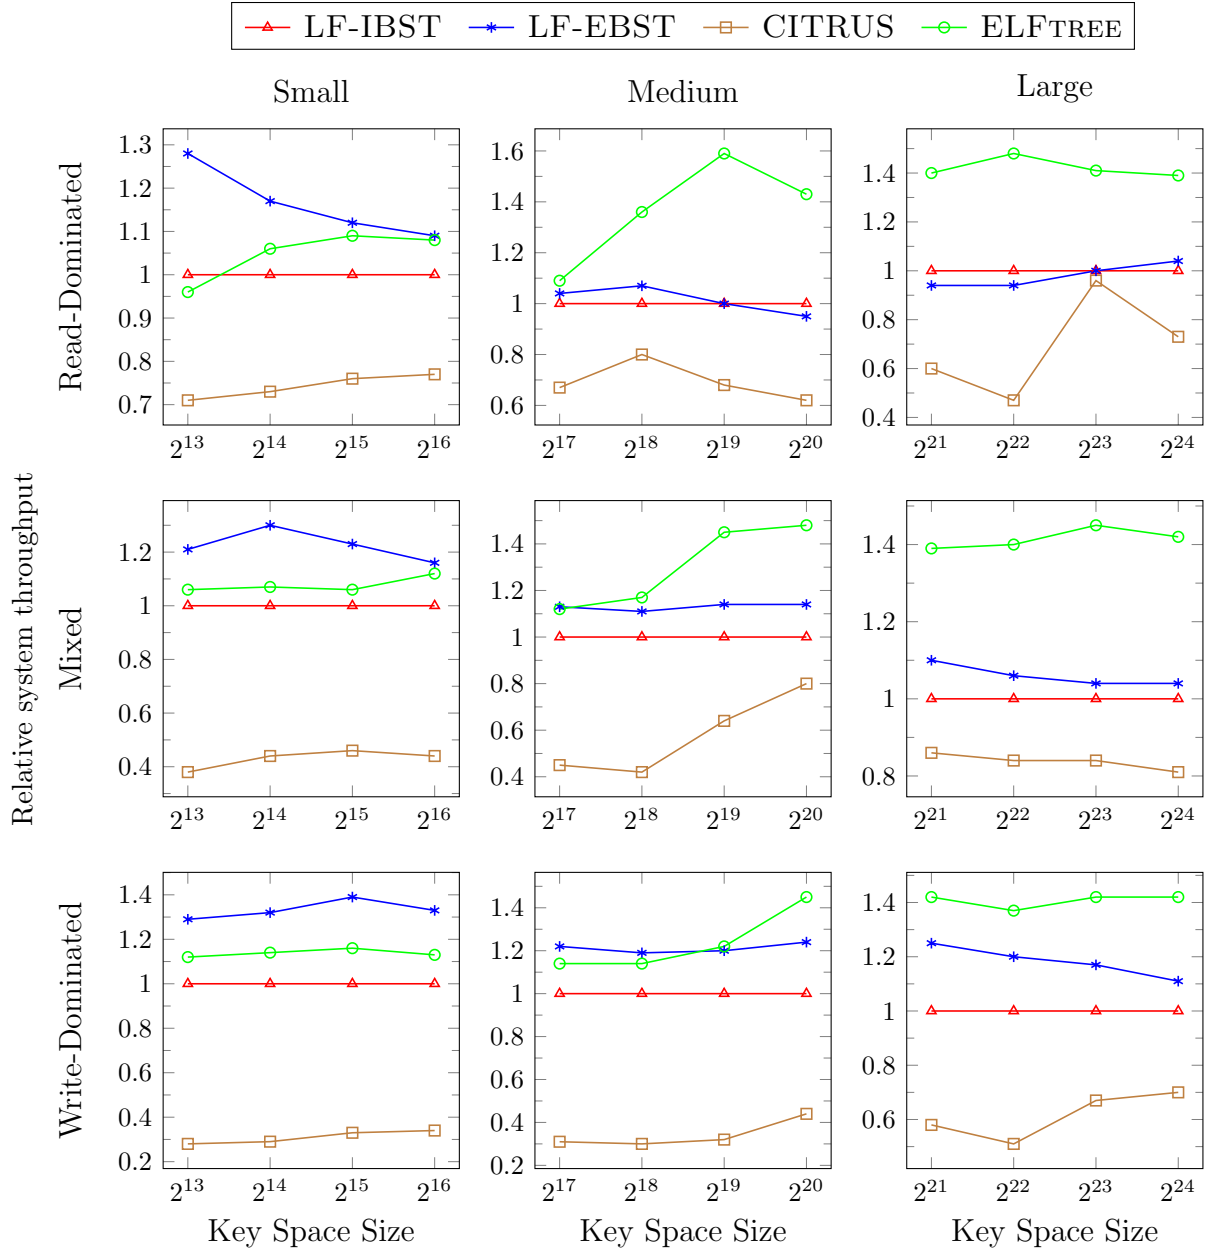 LF-IBST LF-EBST CITRUS ELFTREE
Small Medium Large
Read-Dominated
1.3
1.2
1.1
1
0.9
0.8
0.7
2^13 2^14 2^15 2^16
1.6
1.4
1.2
1
0.8
0.6
2^17 2^18 2^19 2^20
1.4
1.2
1
0.8
0.6
0.4
2^21 2^22 2^23 2^24
Relative system throughput
Mixed
1.2
1
0.8
0.6
0.4
2^13 2^14 2^15 2^16
1.4
1.2
1
0.8
0.6
0.4
2^17 2^18 2^19 2^20
1.4
1.2
1
0.8
2^21 2^22 2^23 2^24
Write-Dominated
1.4
1.2
1
0.8
0.6
0.4
0.2
2^13 2^14 2^15 2^16
Key Space Size
1.4
1.2
1
0.8
0.6
0.4
0.2
2^17 2^18 2^19 2^20
Key Space Size
1.4
1.2
1
0.8
0.6
2^21 2^22 2^23 2^24
Key Space Size